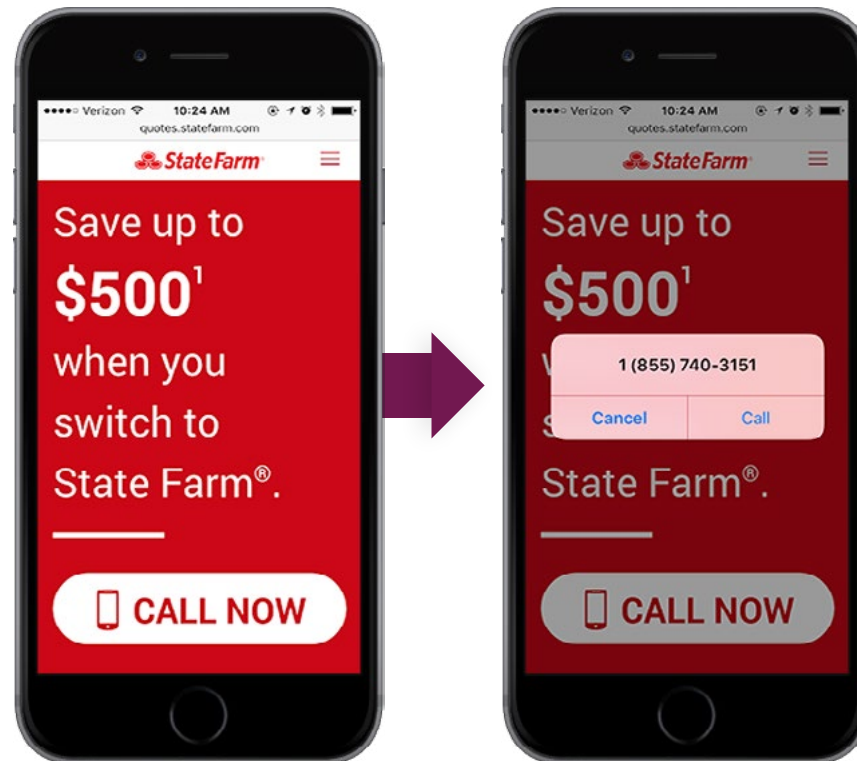 Verizon 10:24 AM
quotes.statefarm.com
State Farm®
Save up to
$500¹
when you
switch to
State Farm®.
CALL NOW
Verizon 10:24 AM
quotes.statefarm.com
State Farm®
Save up to
$500¹
w
1 (855) 740-3151
s
Cancel Call
State Farm®.
CALL NOW